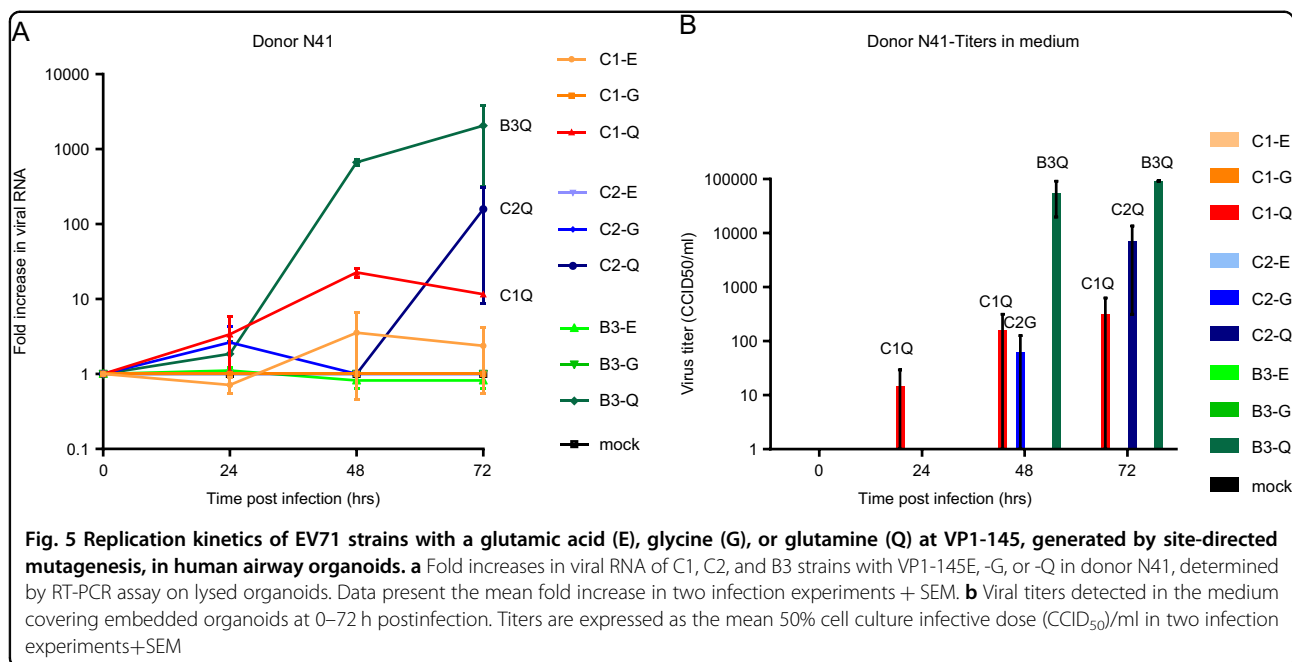 A
Donor N41
Fold increase in viral RNA
10000
1000
100
10
1
0.1
0
24
48
72
Time post infection (hrs)
B3Q
C2Q
C1Q
C1-E
C1-G
C1-Q
C2-E
C2-G
C2-Q
B3-E
B3-G
B3-Q
mock
B
Donor N41-Titers in medium
Virus titer (CCID50/ml)
100000
10000
1000
100
10
1
0
24
48
72
Time post infection (hrs)
C1Q
C1Q
C2G
B3Q
C1Q
C2Q
B3Q
C1-E
C1-G
C1-Q
C2-E
C2-G
C2-Q
B3-E
B3-G
B3-Q
mock
Fig. 5 Replication kinetics of EV71 strains with a glutamic acid (E), glycine (G), or glutamine (Q) at VP1-145, generated by site-directed
mutagenesis, in human airway organoids. a Fold increases in viral RNA of C1, C2, and B3 strains with VP1-145E, -G, or -Q in donor N41, determined
by RT-PCR assay on lysed organoids. Data present the mean fold increase in two infection experiments + SEM. b Viral titers detected in the medium
covering embedded organoids at 0–72 h postinfection. Titers are expressed as the mean 50% cell culture infective dose (CCID50)/ml in two infection
experiments+SEM